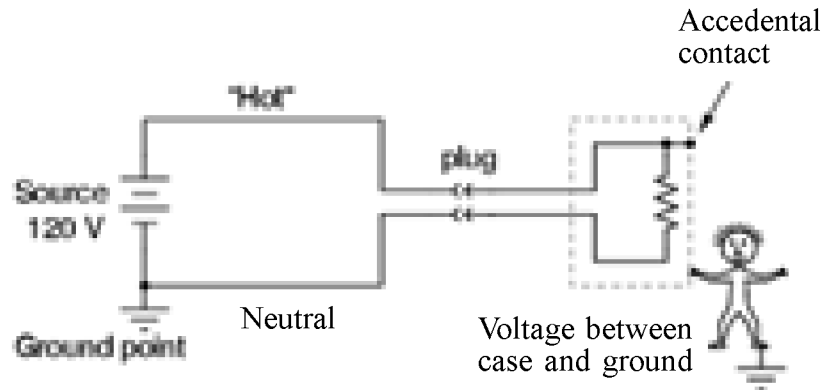 Accedental
contact
"Hot"
plug
Source
120 V
Neutral
Ground point
Voltage between
case and ground